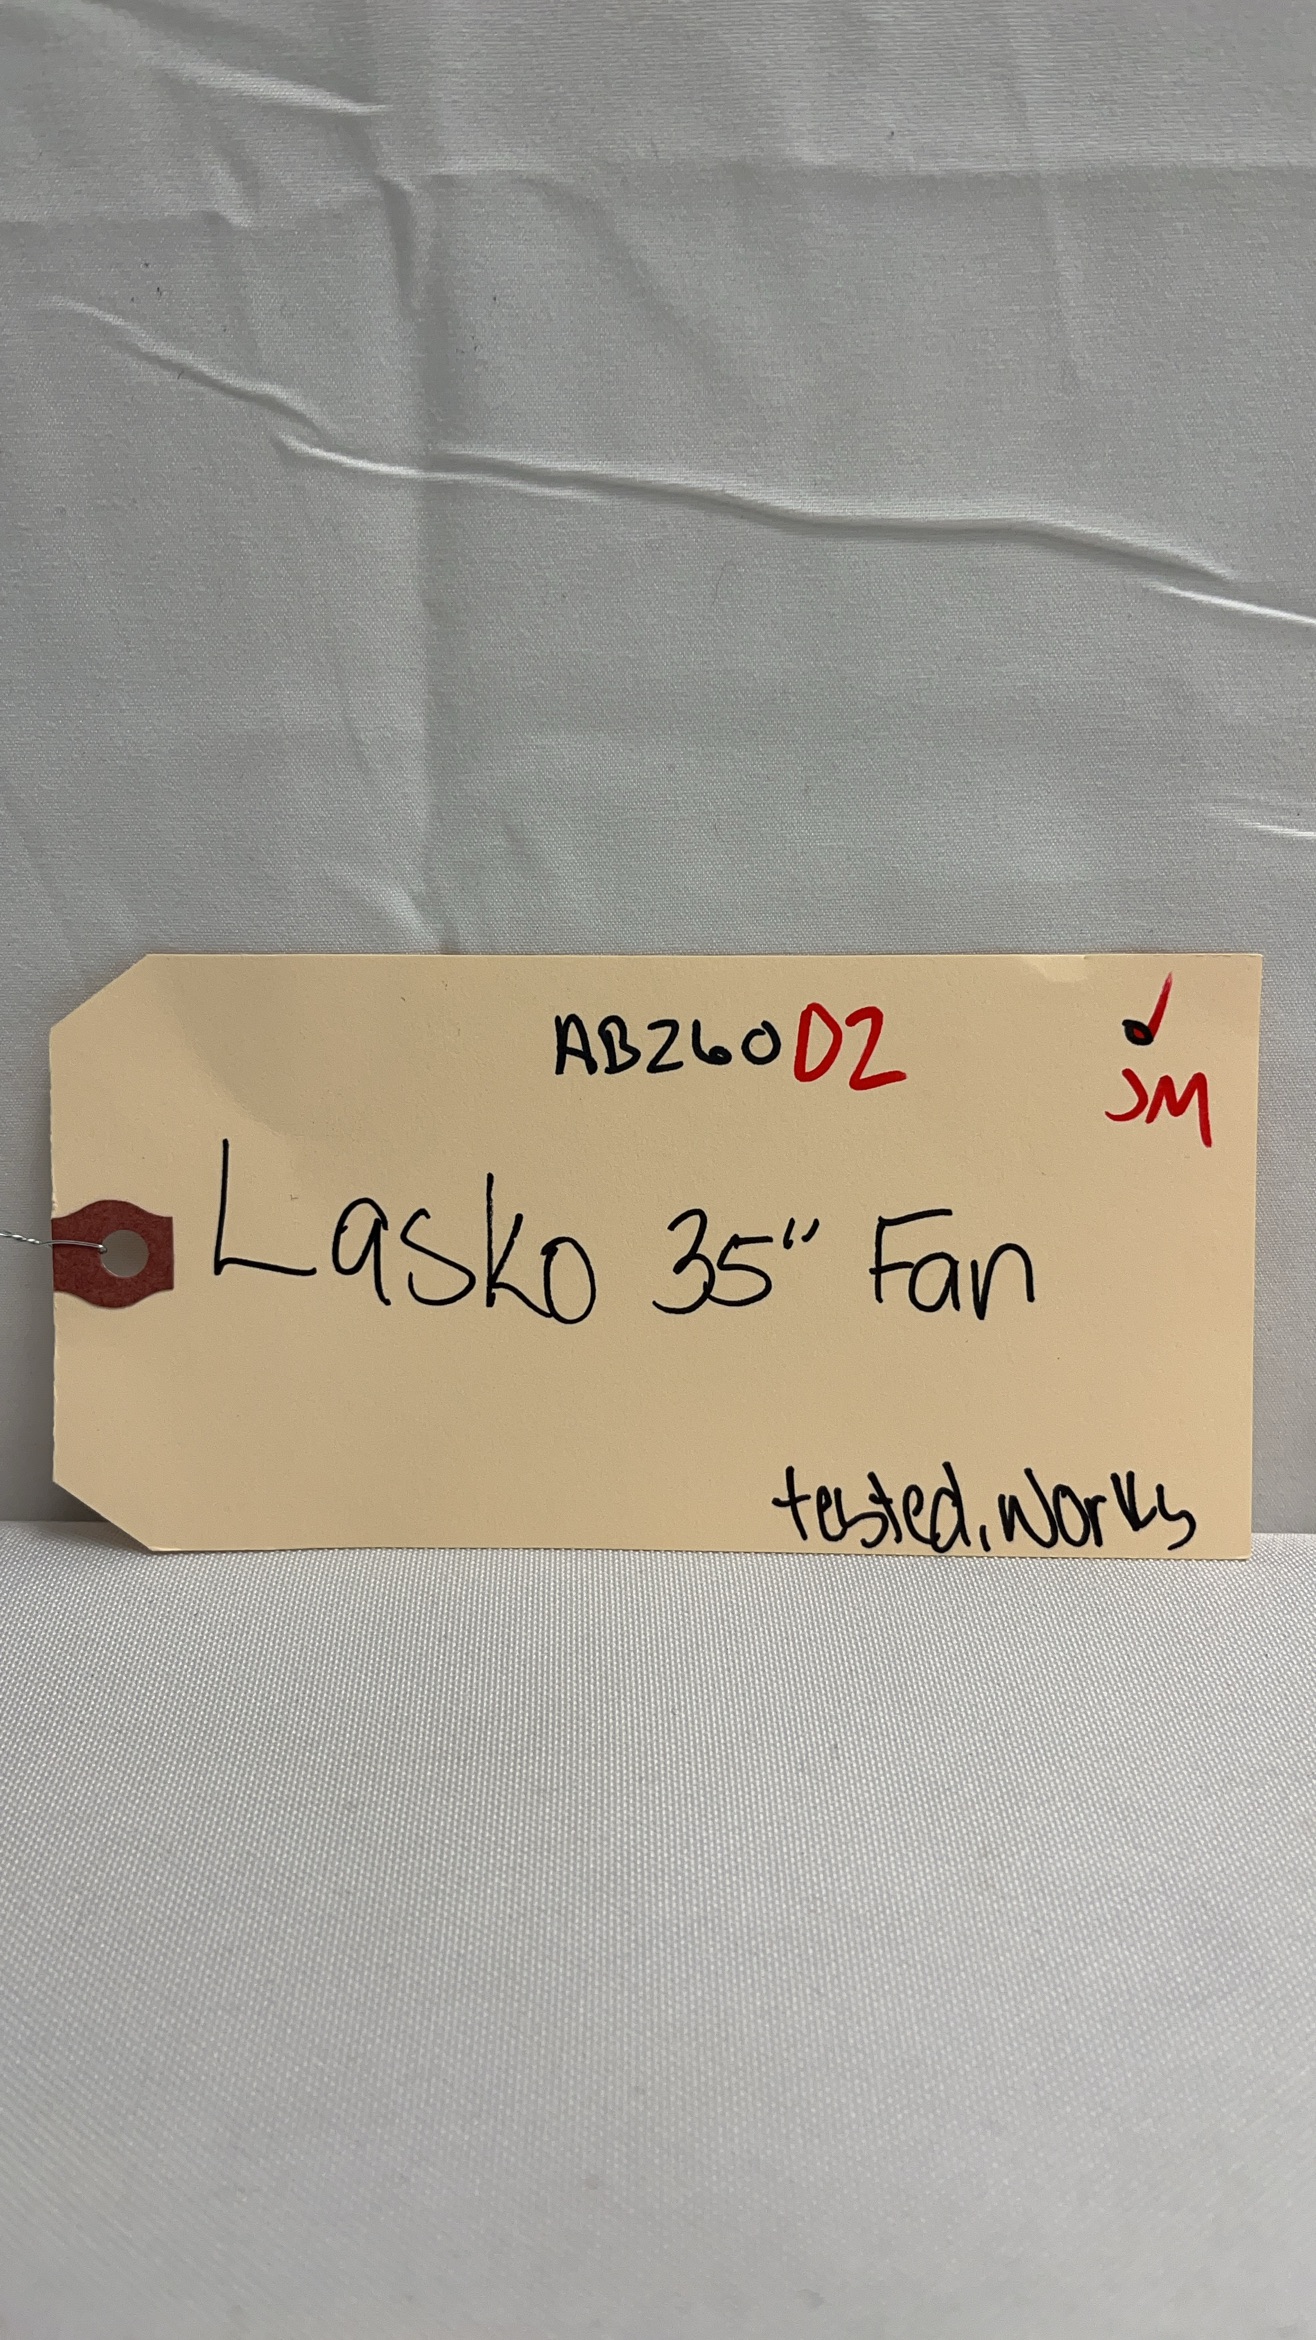 AB260D2
JM
Lasko 35" Fan
tested, works